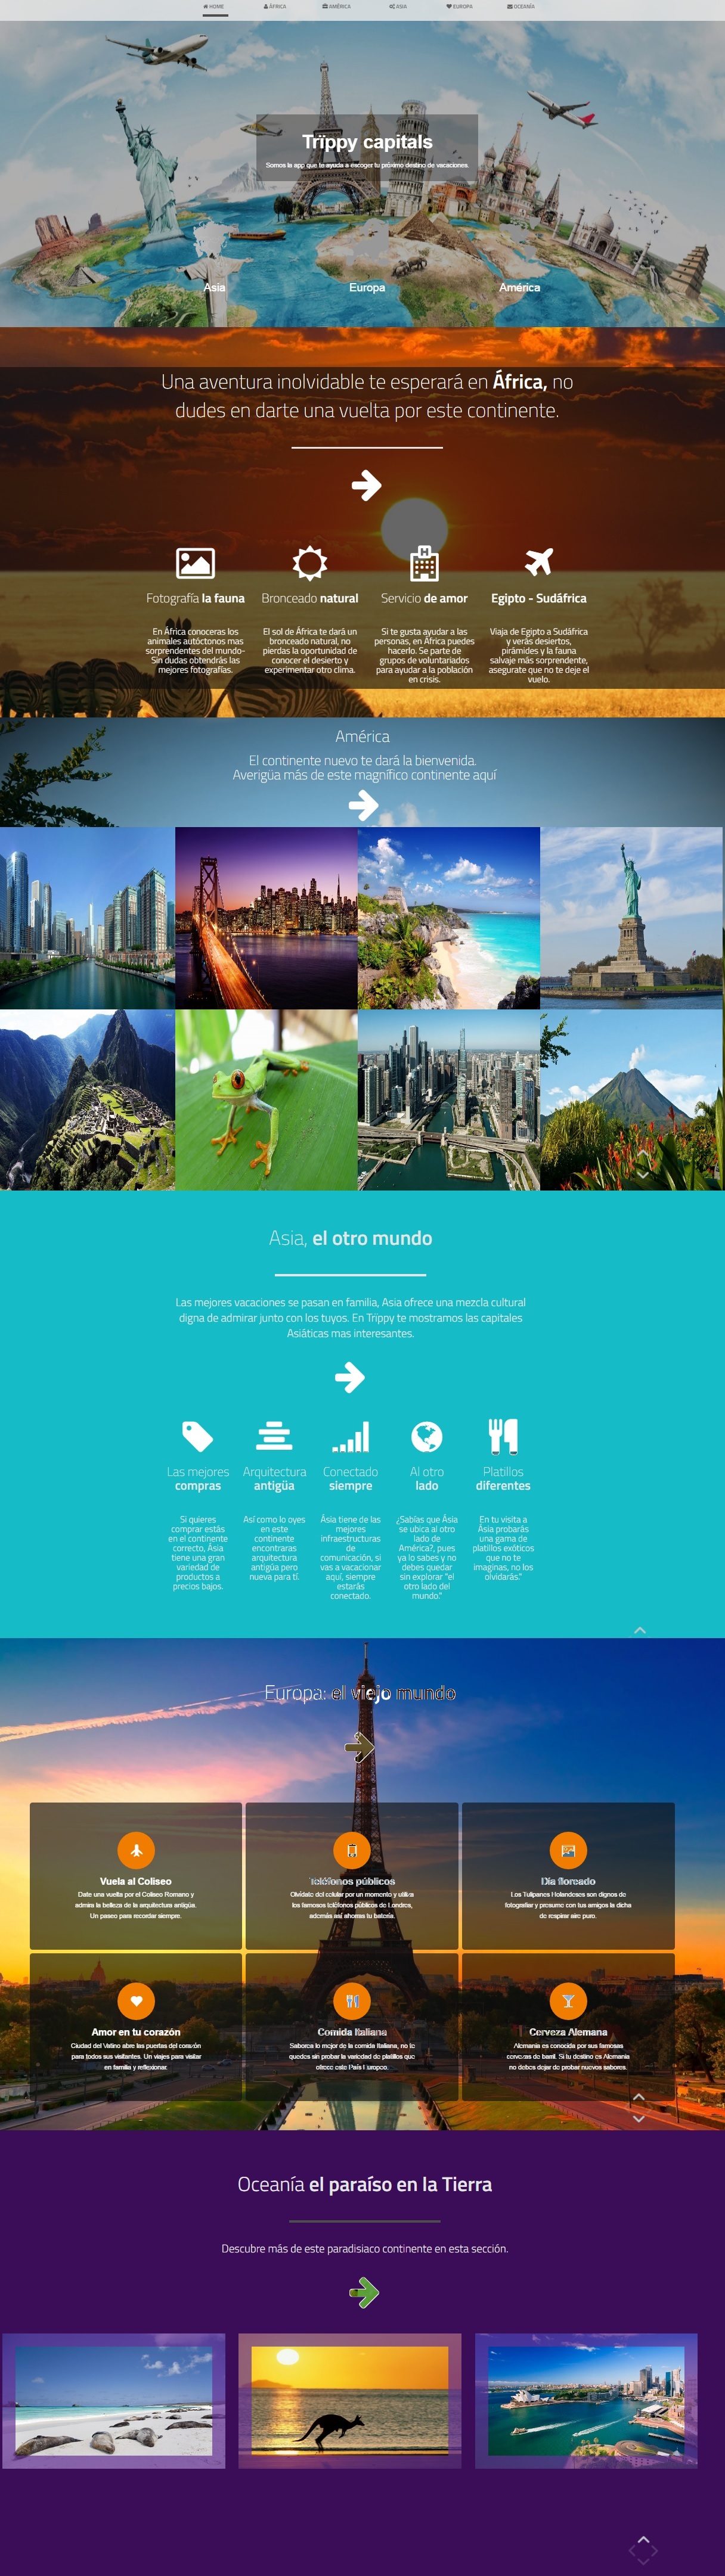 HOME ÁFRICA AMÉRICA ASIA EUROPA OCEANÍA
Trïppy capitals
Somos la app que te ayuda a escoger tu próximo destino de vacaciones.
Asia Europa América
Una aventura inolvidable te esperará en África, no
dudes en darte una vuelta por este continente.
Fotografía la fauna
En África conoceras los
animales autóctonos mas
sorprendentes del mundo-
Sin dudas obtendrás las
mejores fotografías.
Bronceado natural
El sol de África te dará un
bronceado natural, no
pierdas la oportunidad de
conocer el desierto y
experimentar otro clima.
Servicio de amor
Si te gusta ayudar a las
personas, en África puedes
hacerlo. Se parte de
grupos de voluntariados
para ayudar a la población
en crisis.
Egipto - Sudáfrica
Viaja de Egipto a Sudáfrica
y verás desiertos,
pirámides y la fauna
salvaje más sorprendente,
asegurate que no te deje el
vuelo.
América
El continente nuevo te dará la bienvenida.
Averigüa más de este magnífico continente aquí
Asia, el otro mundo
Las mejores vacaciones se pasan en familia, Asia ofrece una mezcla cultural
digna de admirar junto con los tuyos. En Trippy te mostramos las capitales
Asiáticas mas interesantes.
Las mejores
compras
Si quieres
comprar estás
en el continente
correcto, Ásia
tiene una gran
variedad de
productos a
precios bajos.
Arquitectura
antigüa
Así como lo oyes
en este
continente
encontraras
arquitectura
antigüa pero
nueva para tí.
Conectado
siempre
Ásia tiene de las
mejores
infraestructuras
de
comunicación, si
vas a vacacionar
aquí, siempre
estarás
conectado.
Al otro
lado
¿Sabías que Ásia
se ubica al otro
lado de
América?, pues
ya lo sabes y no
debes quedar
sin explorar "el
otro lado del
mundo."
Platillos
diferentes
En tu visita a
Ásia probarás
una gama de
platillos exóticos
que no te
imaginas, no los
olvidarás."
Europa: el viejo mundo
Vuela al Coliseo
Date una vuelta por el Coliseo Romano y
admira la belleza de la arquitectura antigüa.
Un paseo para recordar siempre.
Teléfonos públicos
Olvídate del celular por un momento y utiliza
los famosos teléfonos públicos de Londres,
además así ahorras tu batería.
Día floreado
Los Tulipanes Holandeses son dignos de
fotografiar y presume con tus amigos la dicha
de respirar aire puro.
Amor en tu corazón
Ciudad del Vatino abre las puertas del corazón
para todos sus visitantes. Un viajes para visitar
en familia y reflexionar.
Comida Italiana
Saborea lo mejor de la comida Italiana, no te
quedes sin probar la variedad de platillos que
ofrece este País Europeo.
Cerveza Alemana
Alemania es conocida por sus famosas
cervezas de barril. Si tu destino es Alemania
no debes dejar de probar nuevos sabores.
Oceanía el paraíso en la Tierra
Descubre más de este paradisiaco continente en esta sección.